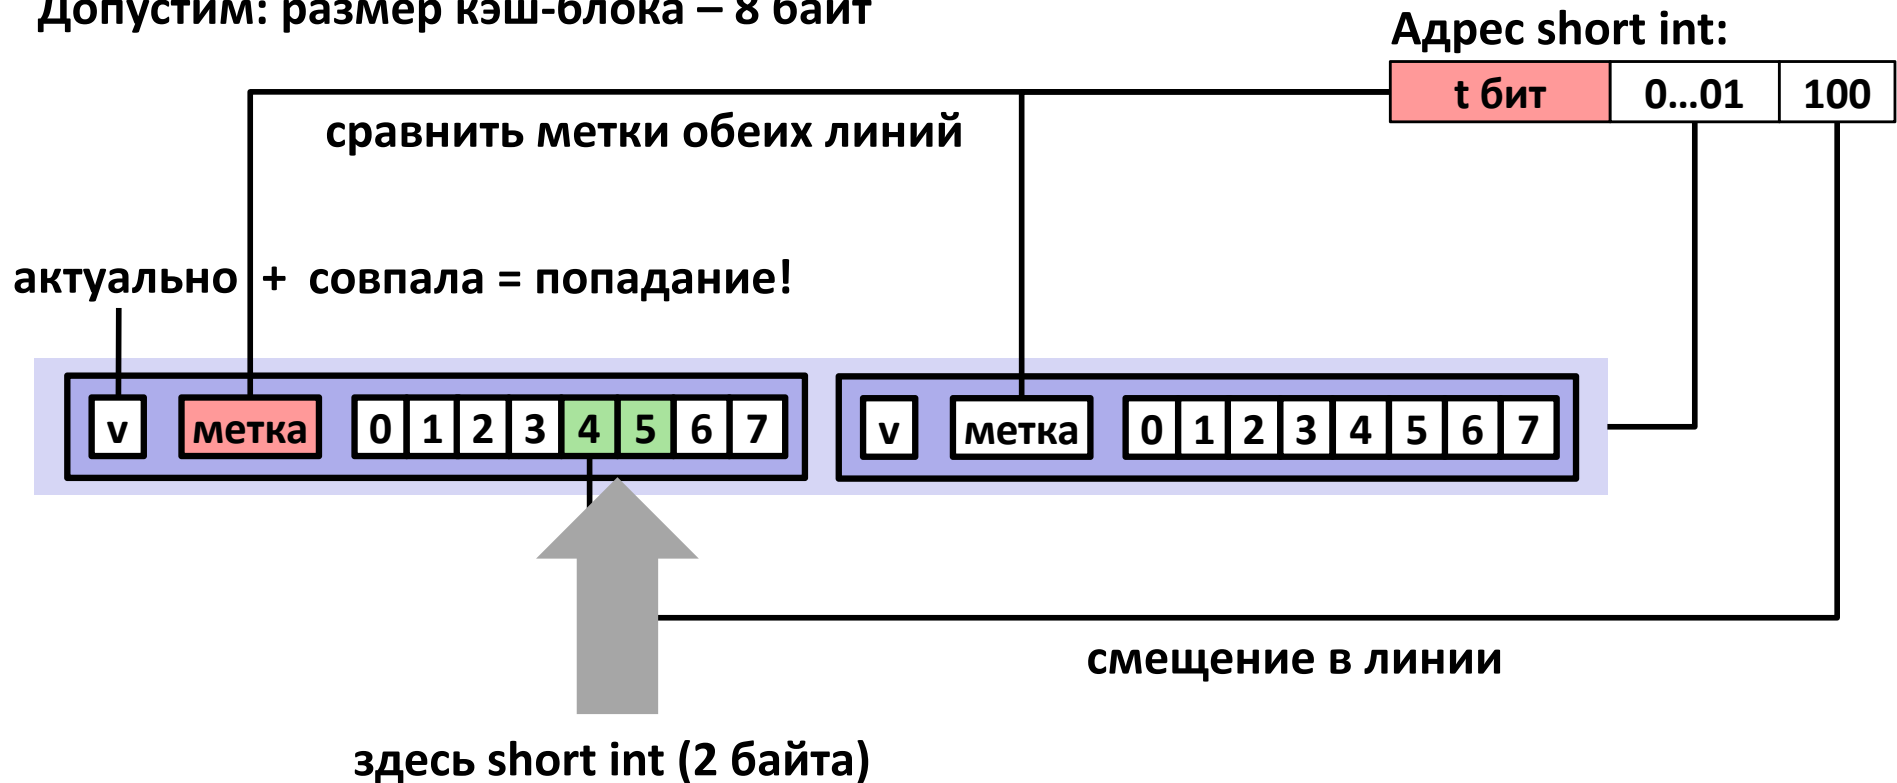 Допустим: размер кэш-блока – 8 байт
Адрес short int:
t бит 0...01 100
сравнить метки обеих линий
актуально + совпала = попадание!
v метка 0 1 2 3 4 5 6 7 v метка 0 1 2 3 4 5 6 7
смещение в линии
здесь short int (2 байта)